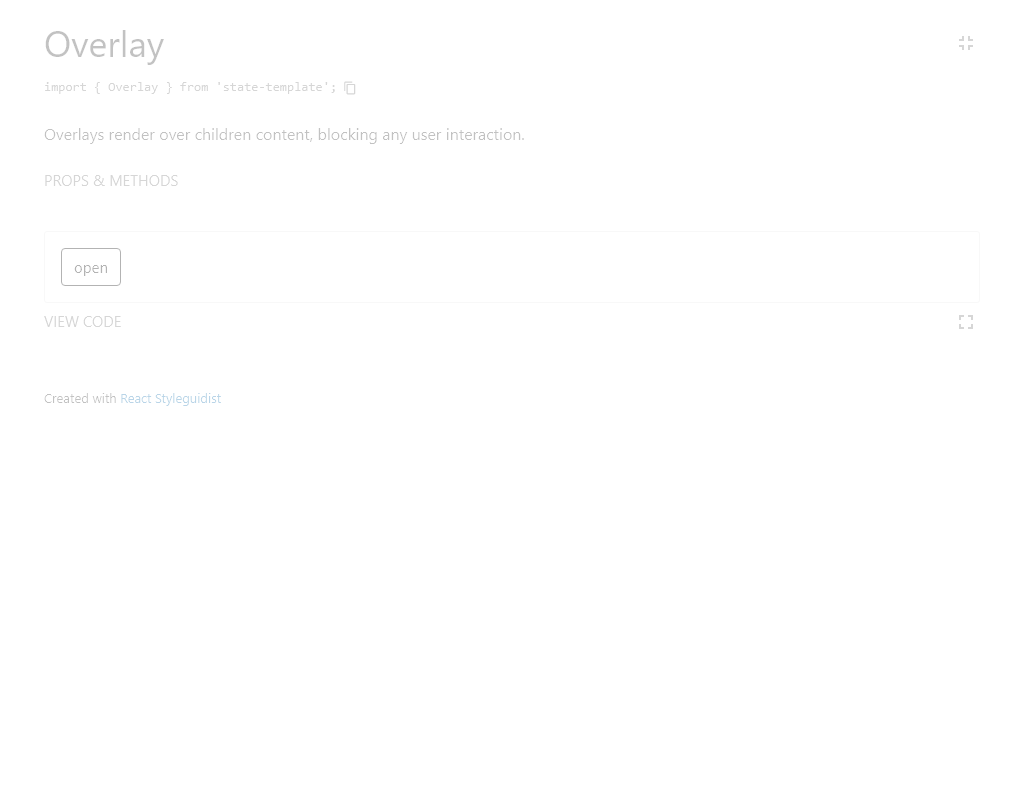 Overlay
import { Overlay } from 'state-template';
Overlays render over children content, blocking any user interaction.
PROPS & METHODS
open
VIEW CODE
Created with React Styleguidist